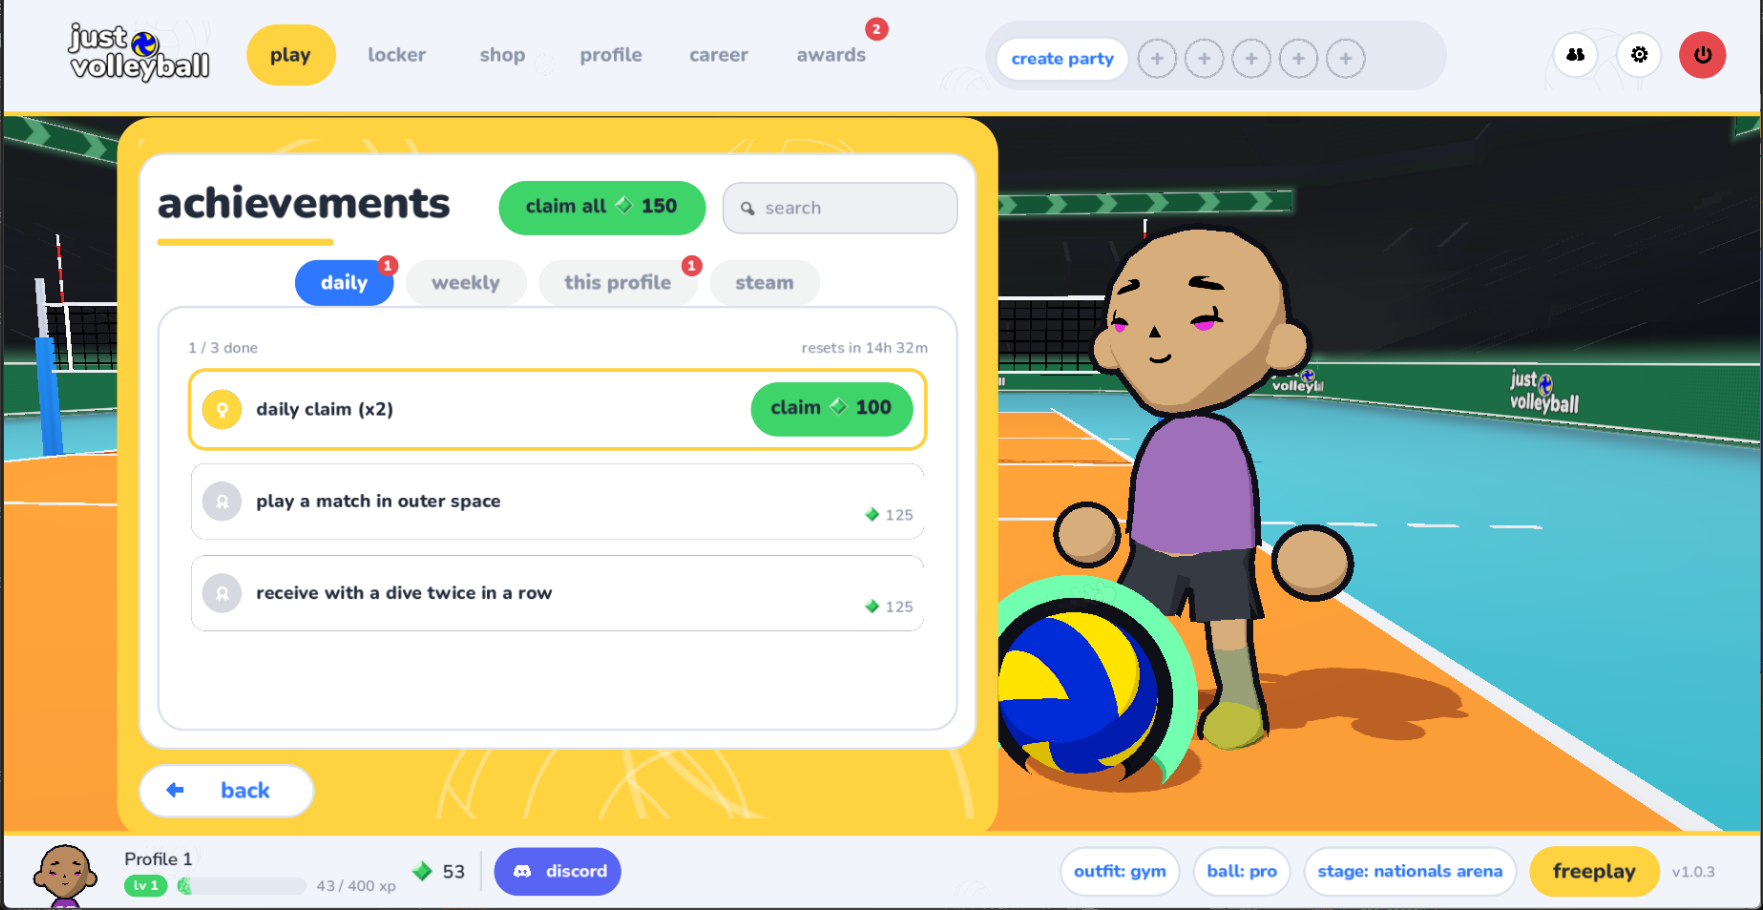 just
volleyball
play
locker
shop
profile
career
awards
2
create party
+ + + + +
achievements
claim all 150
search
daily
1
weekly
this profile
1
steam
1 / 3 done
resets in 14h 32m
daily claim (x2)
claim 100
play a match in outer space
125
receive with a dive twice in a row
125
back
just
volleyball
Profile 1
lv 1
43 / 400 xp
53
discord
outfit: gym
ball: pro
stage: nationals arena
freeplay
v1.0.3